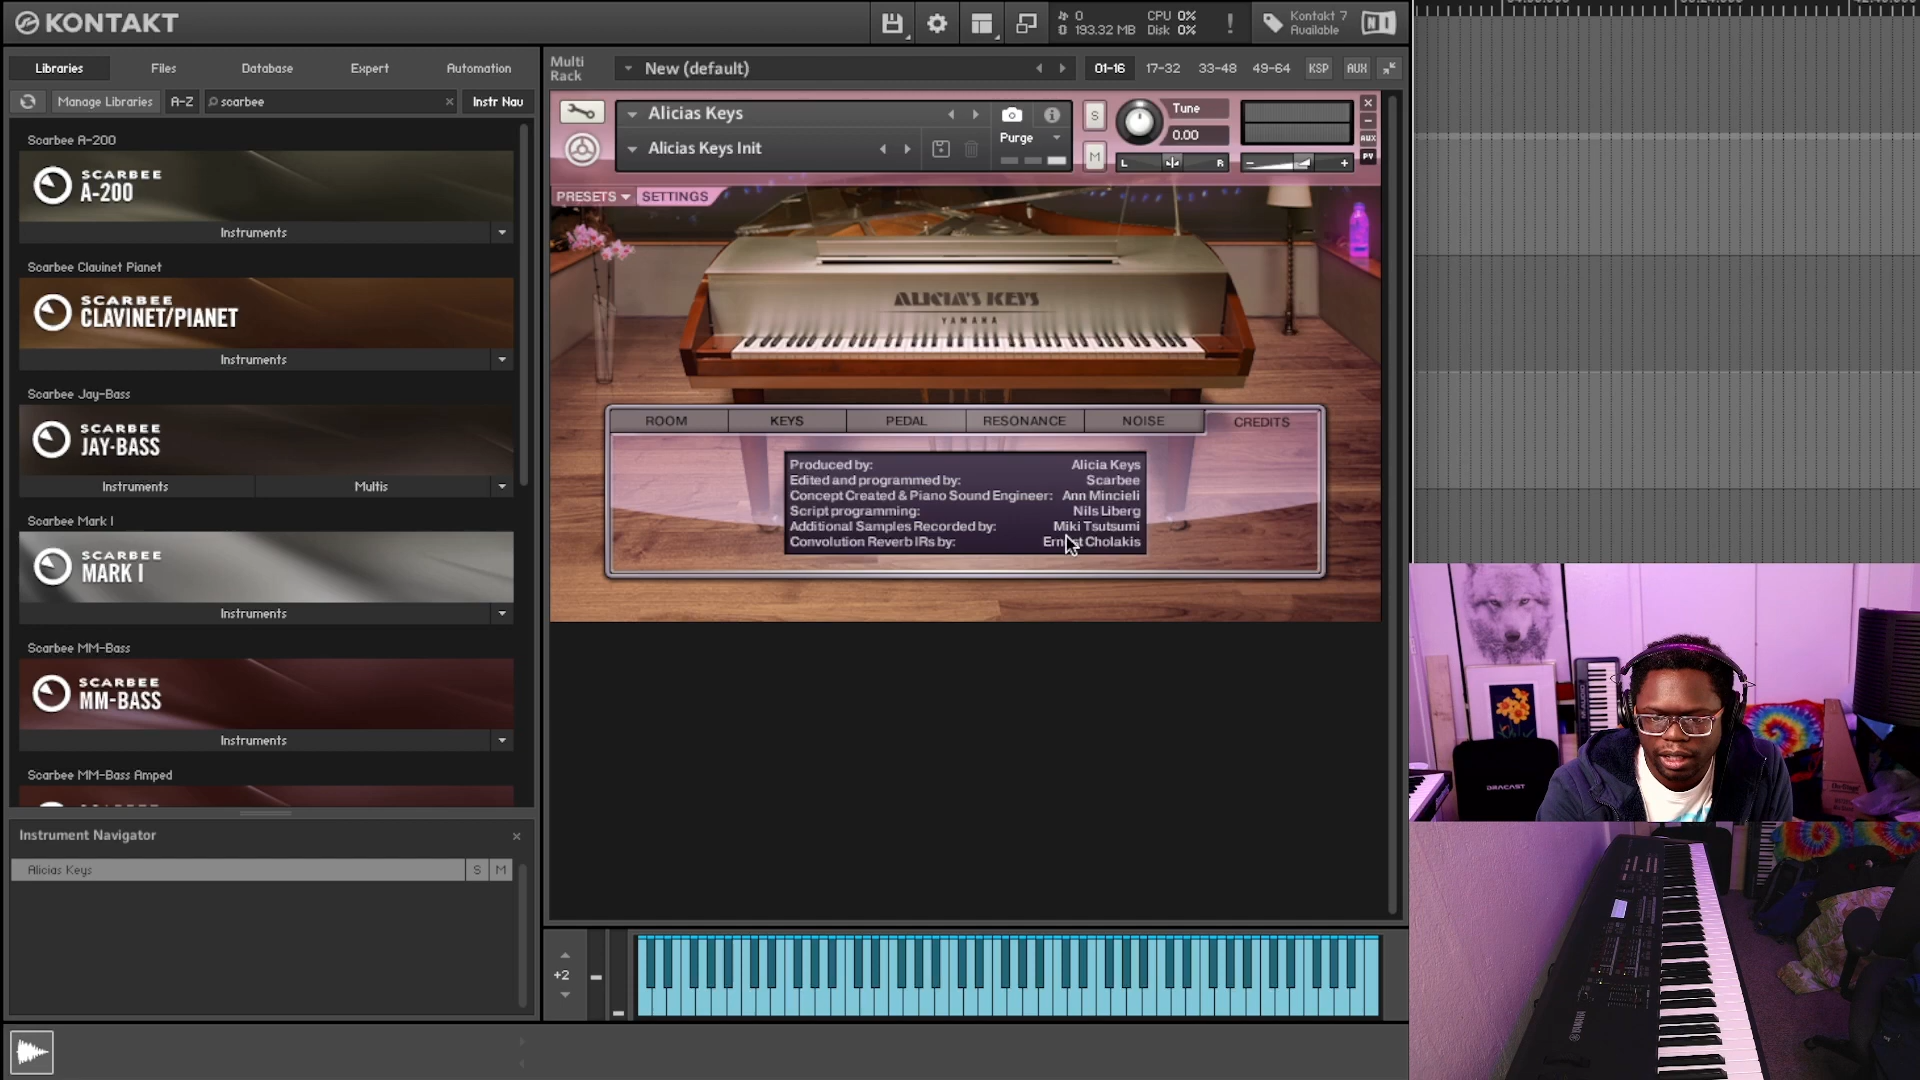 KONTAKT
0
193.32 MB
CPU 0%
Disk 0%
!
Kontakt 7
Available
Libraries Files Database Expert Automation
Manage Libraries A-Z scarbee × Instr Nav
Multi Rack New (default) 01-16 17-32 33-48 49-64 KSP AUX
Scarbee A-200
SCARBEE
A-200
Instruments
Scarbee Clavinet Pianet
SCARBEE
CLAVINET/PIANET
Instruments
Scarbee Jay-Bass
SCARBEE
JAY-BASS
Instruments Multis
Scarbee Mark I
SCARBEE
MARK I
Instruments
Scarbee MM-Bass
SCARBEE
MM-BASS
Instruments
Scarbee MM-Bass Amped
Instrument Navigator ×
Alicias Keys S M
Alicias Keys
Alicias Keys Init
Purge
S
M
Tune
0.00
L R
- +
AUX
PV
PRESETS SETTINGS
ALICIA'S KEYS
YAMAHA
ROOM KEYS PEDAL RESONANCE NOISE CREDITS
Produced by: Alicia Keys
Edited and programmed by: Scarbee
Concept Created & Piano Sound Engineer: Ann Mincieli
Script programming: Nils Liberg
Additional Samples Recorded by: Miki Tsutsumi
Convolution Reverb IRs by: Ernest Cholakis
+2
YAMAHA